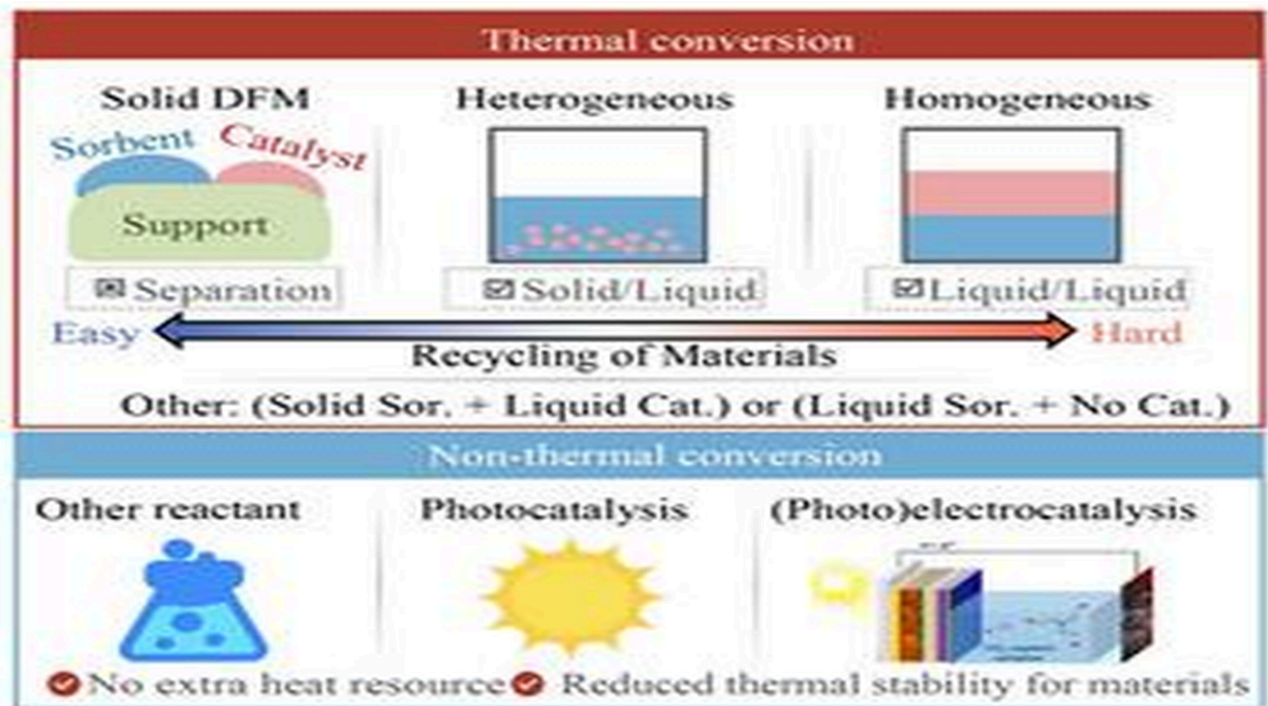 Thermal conversion
Solid DFM
Heterogeneous
Homogeneous
Sorbent
Catalyst
Support
Separation
Solid/Liquid
Liquid/Liquid
Easy
Hard
Recycling of Materials
Other: (Solid Sor. + Liquid Cat.) or (Liquid Sor. + No Cat.)
Non-thermal conversion
Other reactant
Photocatalysis
(Photo)electrocatalysis
No extra heat resource
Reduced thermal stability for materials